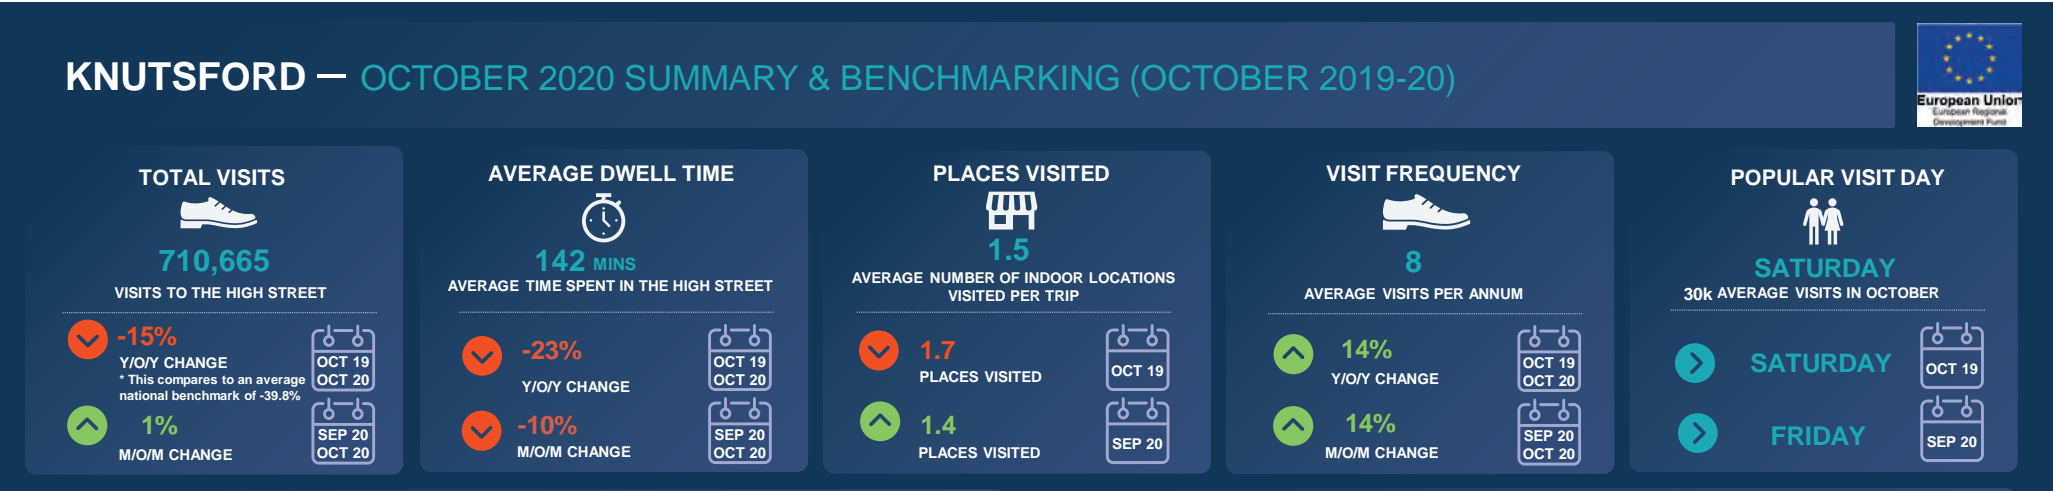 KNUTSFORD — OCTOBER 2020 SUMMARY & BENCHMARKING (OCTOBER 2019-20)
European Union
European Regional
Development Fund
TOTAL VISITS
710,665
VISITS TO THE HIGH STREET
-15%
Y/O/Y CHANGE
* This compares to an average
national benchmark of -39.8%
OCT 19
OCT 20
1%
M/O/M CHANGE
SEP 20
OCT 20
AVERAGE DWELL TIME
142 MINS
AVERAGE TIME SPENT IN THE HIGH STREET
-23%
Y/O/Y CHANGE
OCT 19
OCT 20
-10%
M/O/M CHANGE
SEP 20
OCT 20
PLACES VISITED
1.5
AVERAGE NUMBER OF INDOOR LOCATIONS
VISITED PER TRIP
1.7
PLACES VISITED
OCT 19
1.4
PLACES VISITED
SEP 20
VISIT FREQUENCY
8
AVERAGE VISITS PER ANNUM
14%
Y/O/Y CHANGE
OCT 19
OCT 20
14%
M/O/M CHANGE
SEP 20
OCT 20
POPULAR VISIT DAY
SATURDAY
30k AVERAGE VISITS IN OCTOBER
SATURDAY
OCT 19
FRIDAY
SEP 20